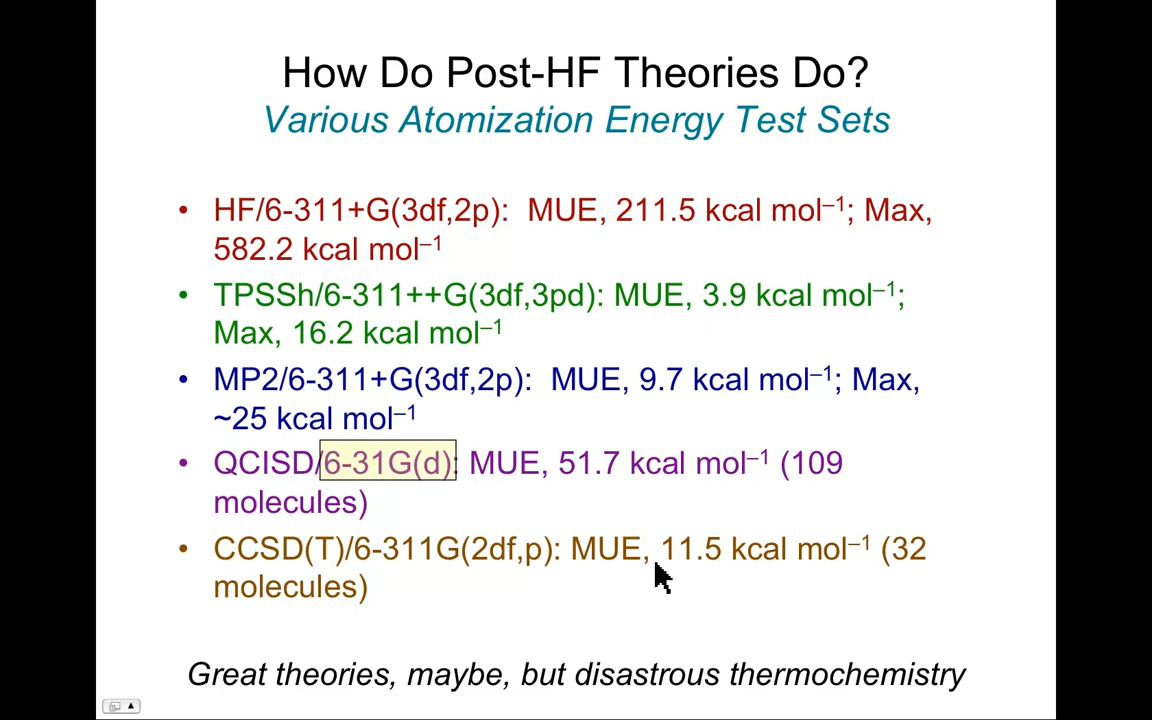 How Do Post-HF Theories Do?
Various Atomization Energy Test Sets
• HF/6-311+G(3df,2p): MUE, 211.5 kcal mol⁻¹; Max,
582.2 kcal mol⁻¹
• TPSSh/6-311++G(3df,3pd): MUE, 3.9 kcal mol⁻¹;
Max, 16.2 kcal mol⁻¹
• MP2/6-311+G(3df,2p): MUE, 9.7 kcal mol⁻¹; Max,
~25 kcal mol⁻¹
• QCISD/6-31G(d): MUE, 51.7 kcal mol⁻¹ (109
molecules)
• CCSD(T)/6-311G(2df,p): MUE, 11.5 kcal mol⁻¹ (32
molecules)
Great theories, maybe, but disastrous thermochemistry